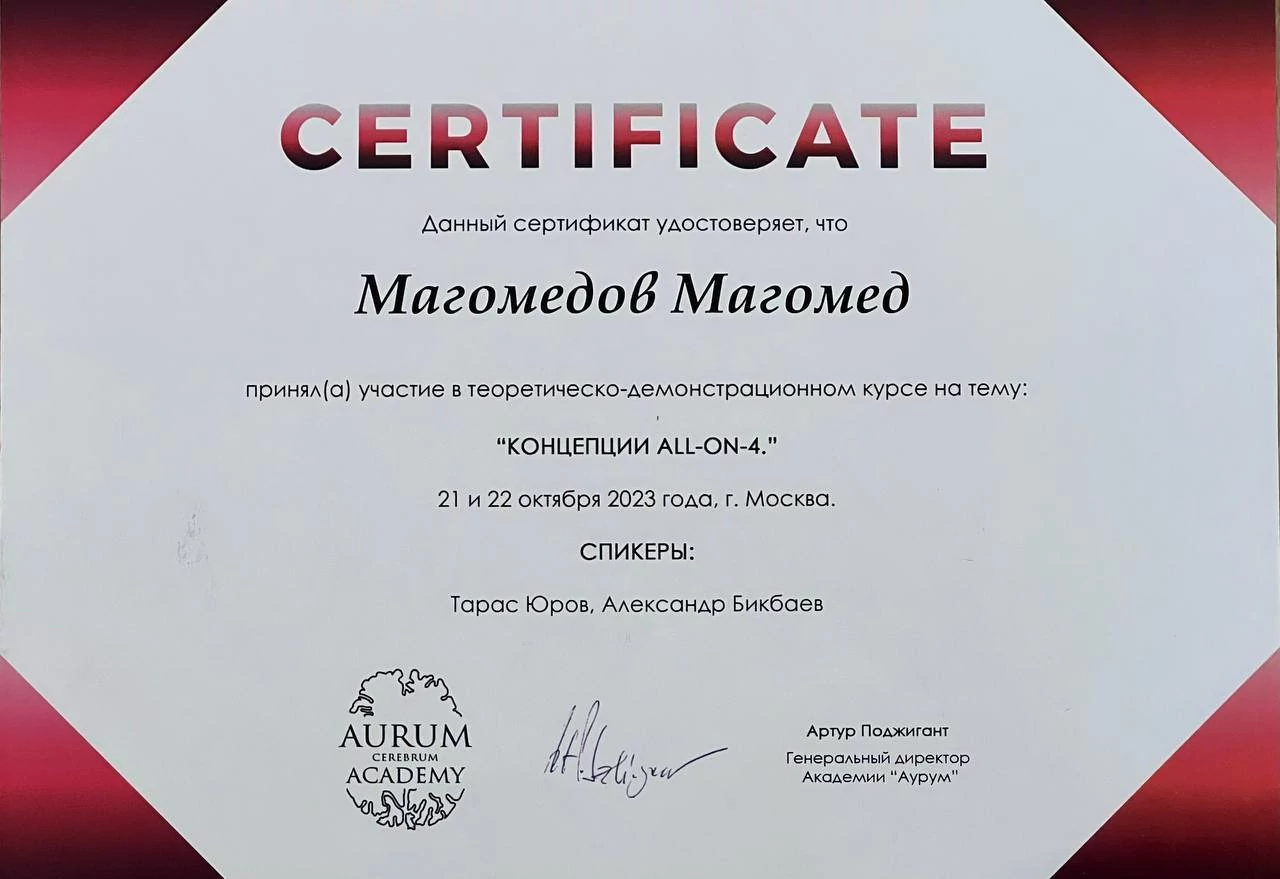 CERTIFICATE
Данный сертификат удостоверяет, что
Магомедов Магомед
принял(а) участие в теоретическо-демонстрационном курсе на тему:
“КОНЦЕПЦИИ ALL-ON-4.”
21 и 22 октября 2023 года, г. Москва.
СПИКЕРЫ:
Тарас Юров, Александр Бикбаев
AURUM
CEREBRUM
ACADEMY
Артур Поджигант
Генеральный директор
Академии “Аурум”